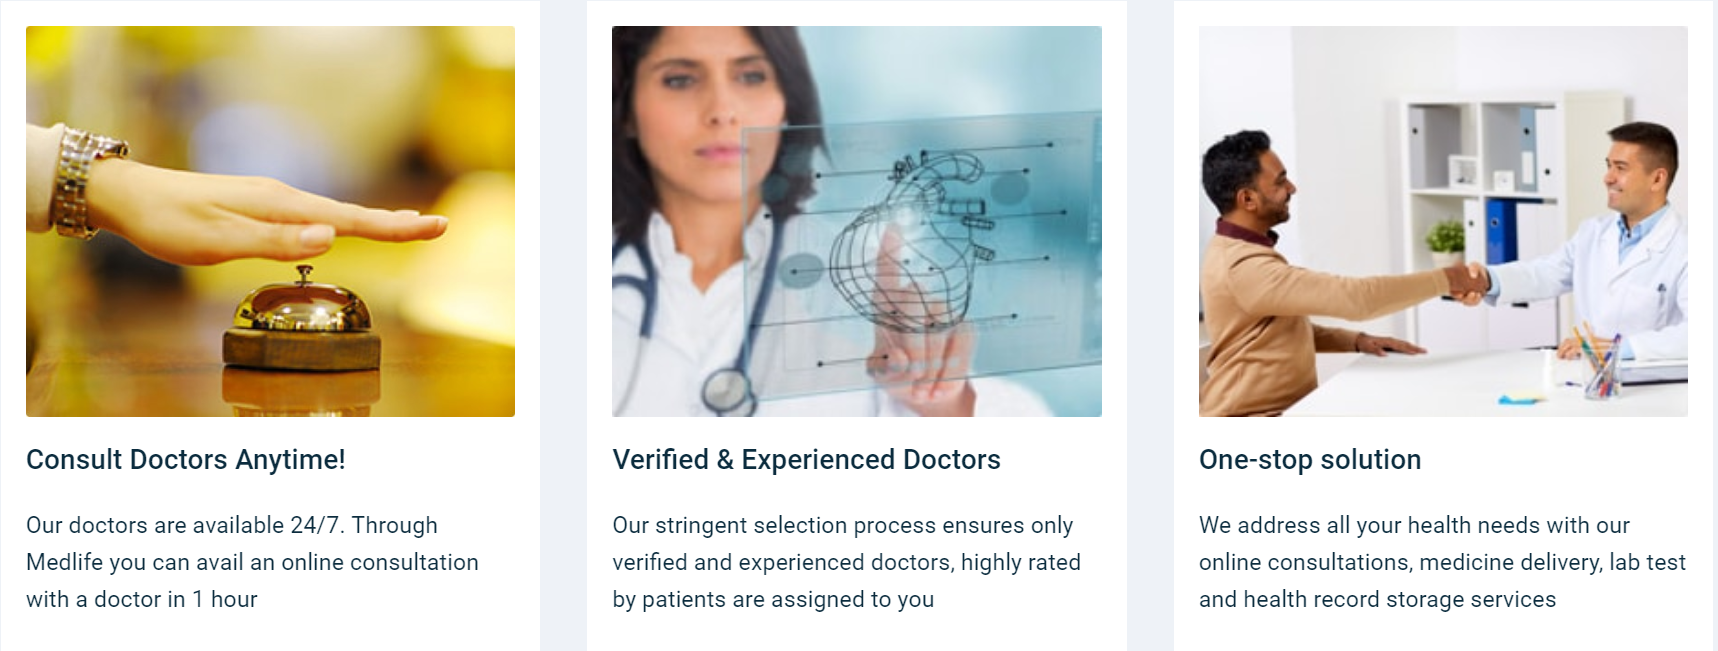 Consult Doctors Anytime!
Our doctors are available 24/7. Through
Medlife you can avail an online consultation
with a doctor in 1 hour
Verified & Experienced Doctors
Our stringent selection process ensures only
verified and experienced doctors, highly rated
by patients are assigned to you
One-stop solution
We address all your health needs with our
online consultations, medicine delivery, lab test
and health record storage services